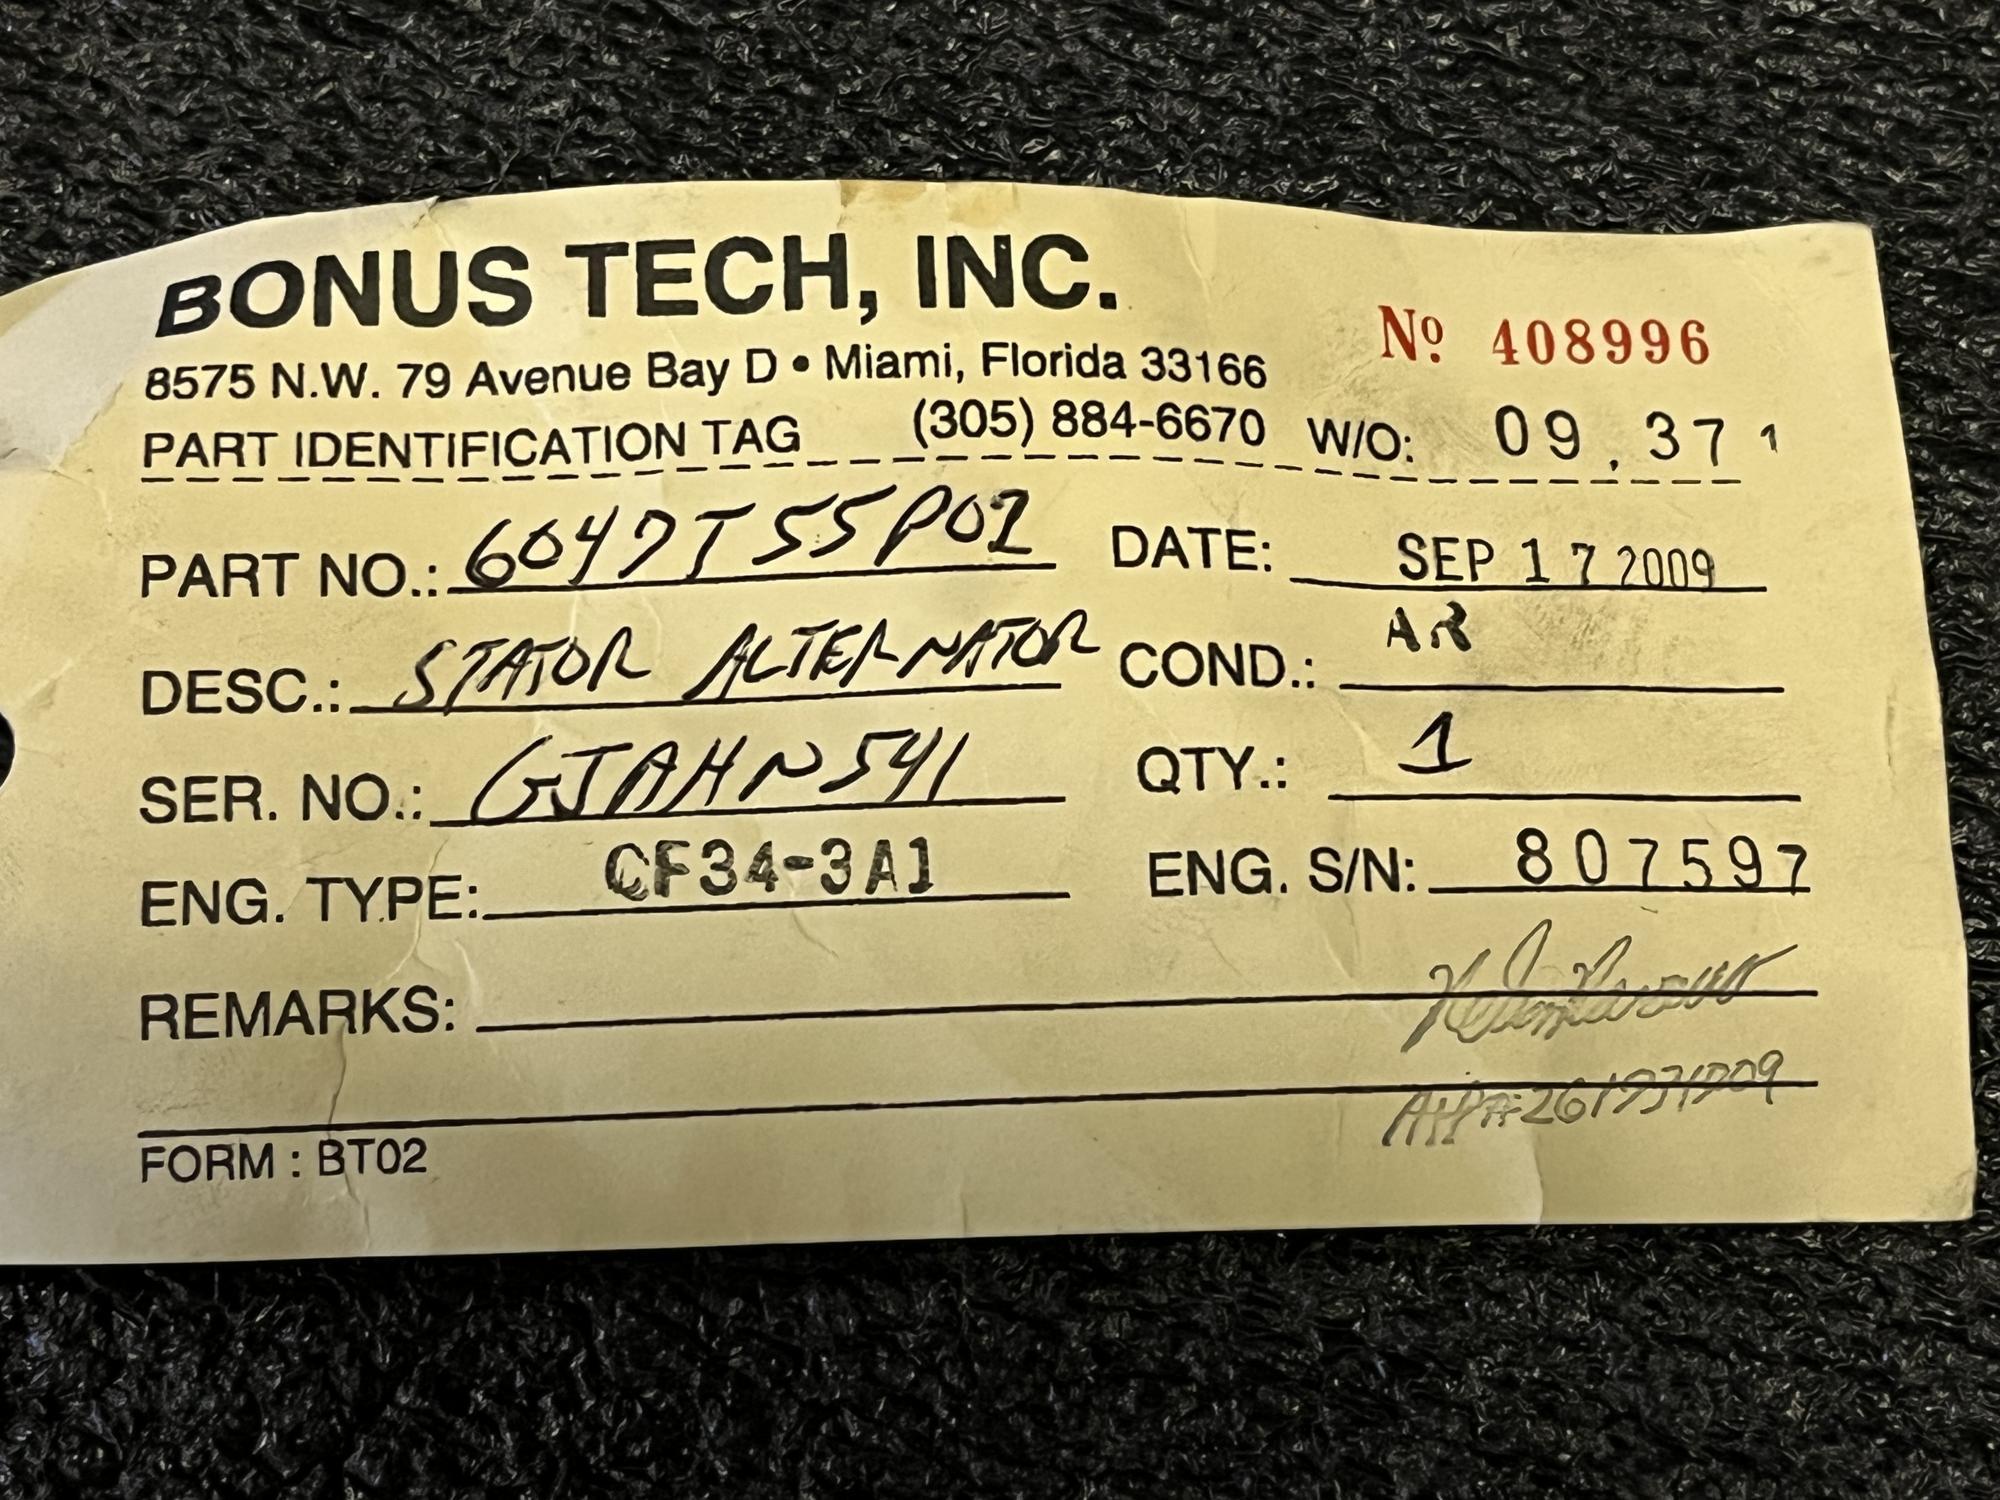 BONUS TECH, INC.
Nº 408996
8575 N.W. 79 Avenue Bay D • Miami, Florida 33166
PART IDENTIFICATION TAG (305) 884-6670 W/O: 09.371
PART NO.: 6047T55P01 DATE: SEP 17 2009
DESC.: STATOR ALTERNATOR COND.: AR
SER. NO.: GJAHN541 QTY.: 1
ENG. TYPE: CF34-3A1 ENG. S/N: 807597
REMARKS:
FORM : BT02